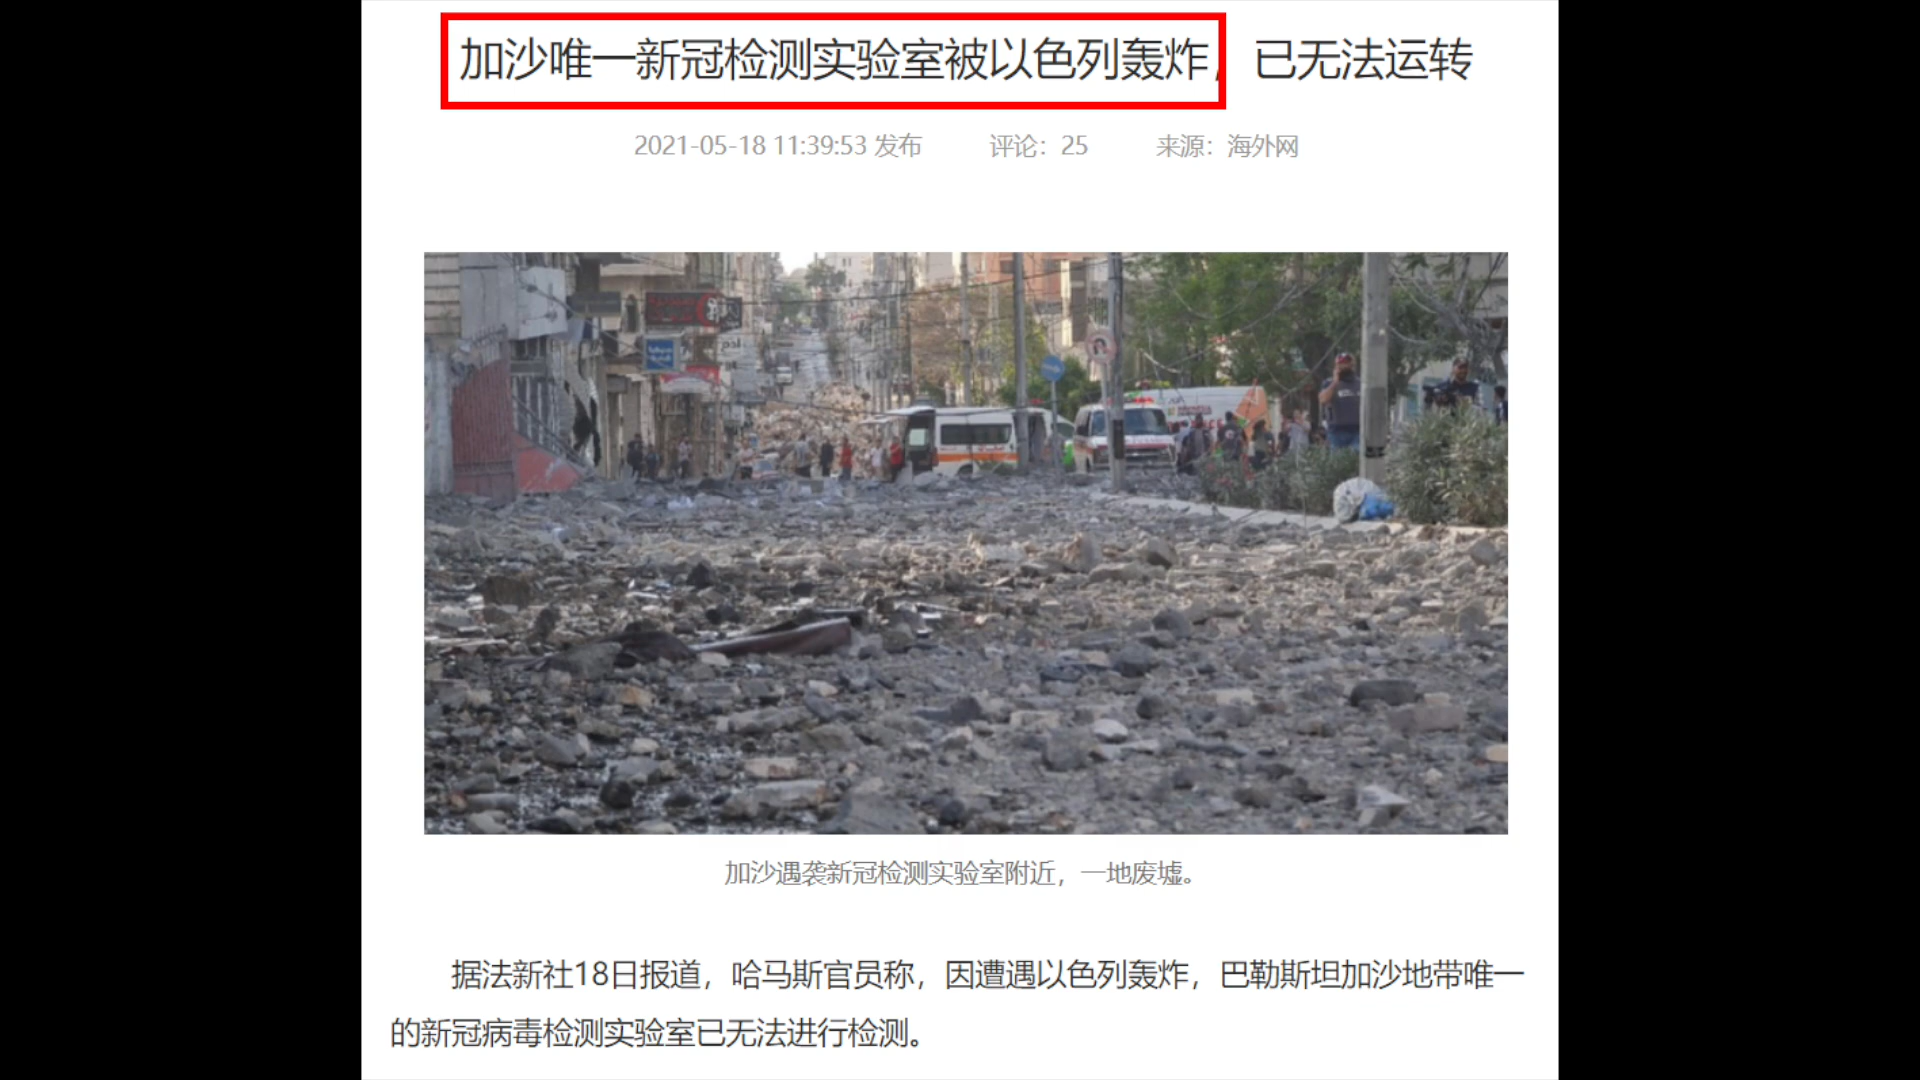 加沙唯一新冠检测实验室被以色列轰炸，已无法运转
2021-05-18 11:39:53 发布 评论：25 来源：海外网
加沙遇袭新冠检测实验室附近，一地废墟。
据法新社18日报道，哈马斯官员称，因遭遇以色列轰炸，巴勒斯坦加沙地带唯一
的新冠病毒检测实验室已无法进行检测。